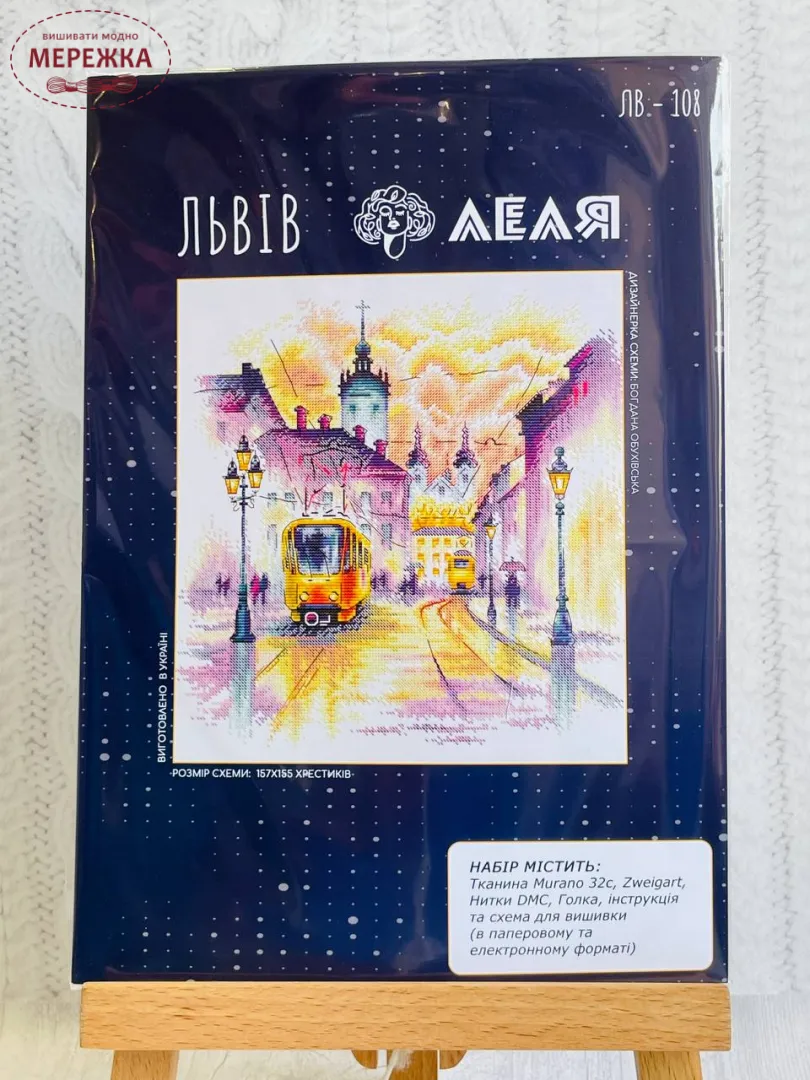 вишивати модно
МЕРЕЖКА
ЛВ - 108
ЛЬВІВ
ЛЕЛЯ
ДИЗАЙНЕРКА СХЕМИ: БОГДАНА ОБУХІВСЬКА
ВИГОТОВЛЕНО В УКРАЇНІ
РОЗМІР СХЕМИ: 157Х155 ХРЕСТИКІВ
НАБІР МІСТИТЬ:
Тканина Murano 32с, Zweigart,
Нитки DMC, Голка, інструкція
та схема для вишивки
(в паперовому та
електронному форматі)